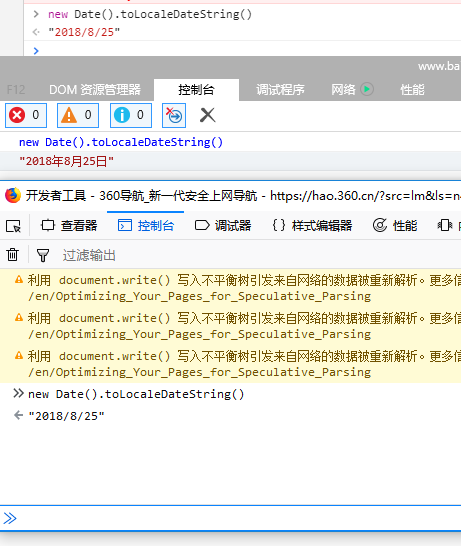 new Date().toLocaleDateString()
"2018/8/25"
www.ba
F12 DOM 资源管理器 控制台 调试程序 网络 性能
0 0 0
new Date().toLocaleDateString()
"2018年8月25日"
开发者工具 - 360导航_新一代安全上网导航 - https://hao.360.cn/?src=lm&ls=n
查看器 控制台 调试器 {} 样式编辑器 性能 内
过滤输出
利用 document.write() 写入不平衡树引发来自网络的数据被重新解析。更多信
/en/Optimizing_Your_Pages_for_Speculative_Parsing
利用 document.write() 写入不平衡树引发来自网络的数据被重新解析。更多信
/en/Optimizing_Your_Pages_for_Speculative_Parsing
利用 document.write() 写入不平衡树引发来自网络的数据被重新解析。更多信
/en/Optimizing_Your_Pages_for_Speculative_Parsing
new Date().toLocaleDateString()
"2018/8/25"